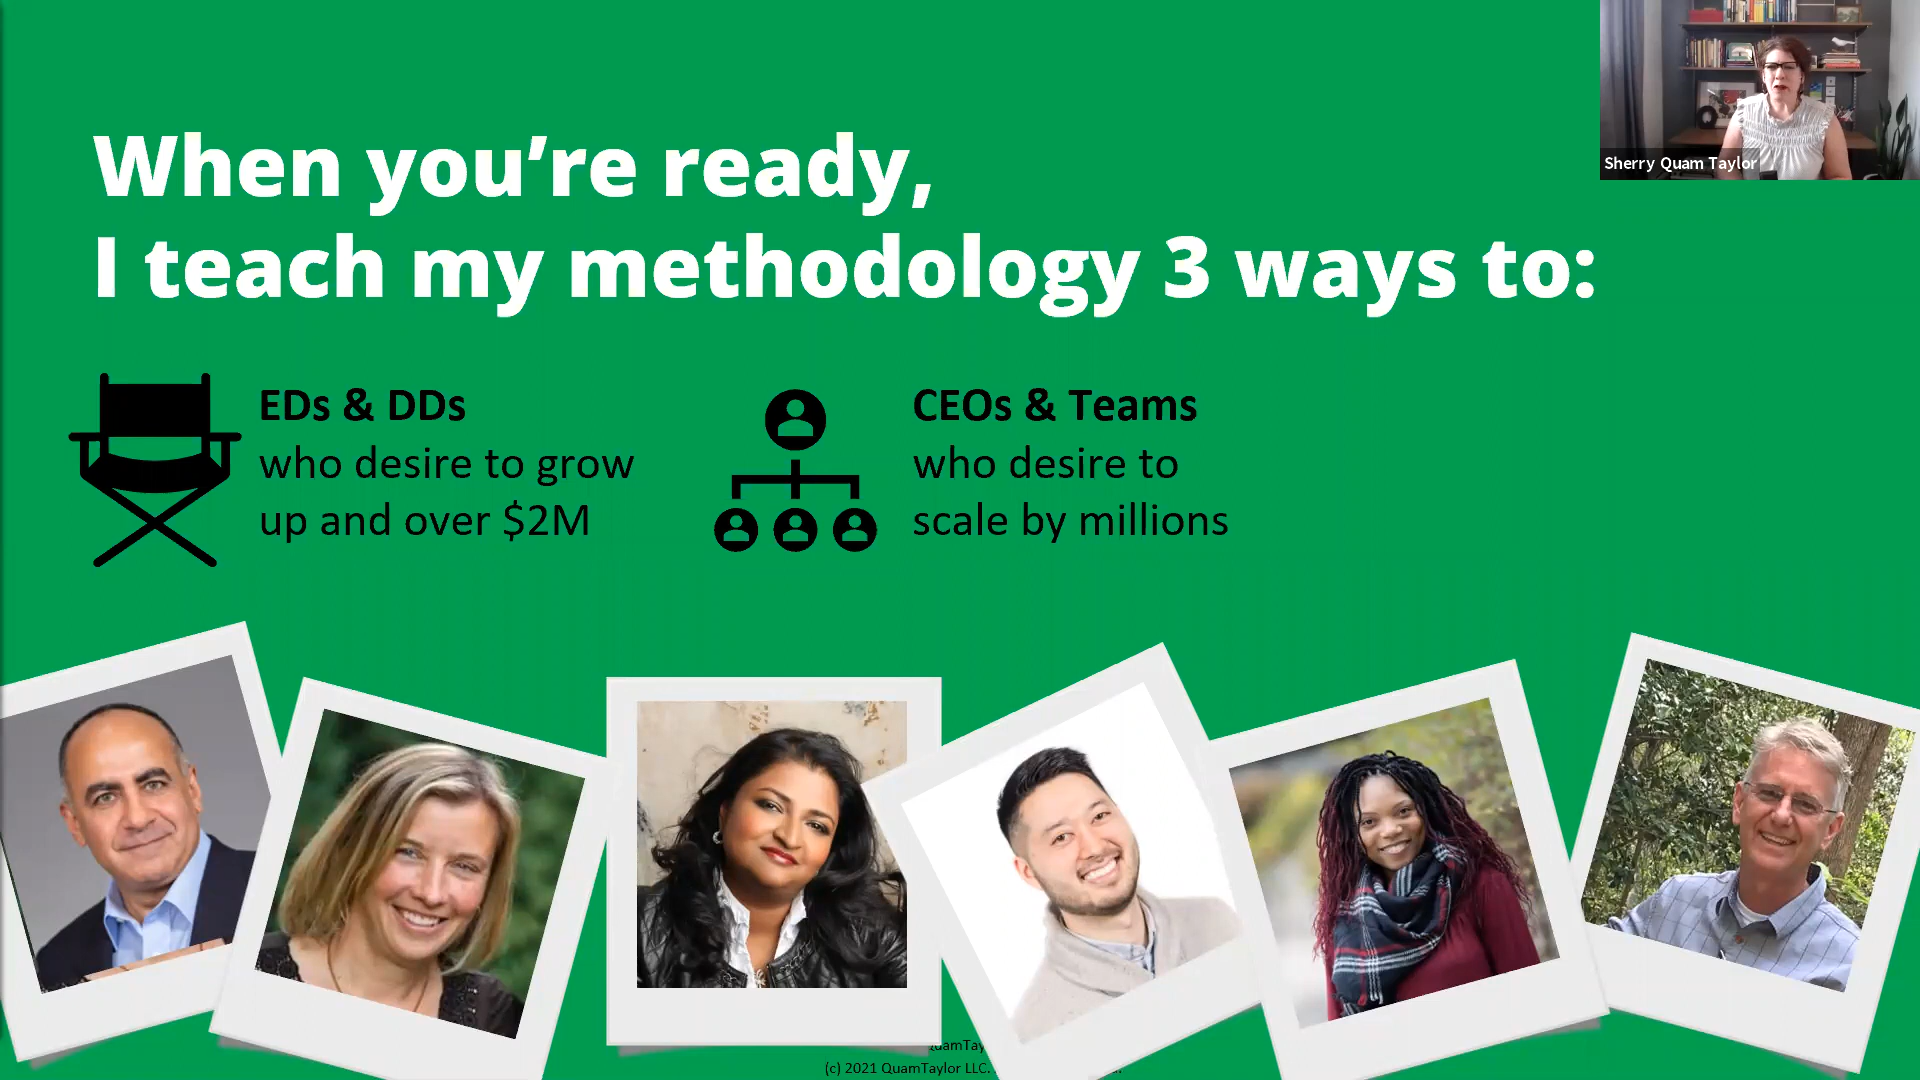 When you’re ready,
I teach my methodology 3 ways to:
Sherry Quam Taylor
EDs & DDs
who desire to grow
up and over $2M
CEOs & Teams
who desire to
scale by millions
(c) 2021 QuamTaylor LLC.